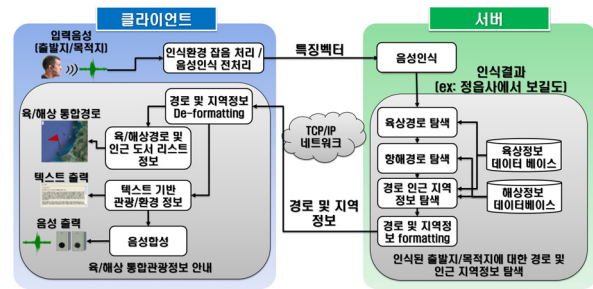 클라이언트
입력음성
(출발지/목적지)
인식환경 잡음 처리 /
음성인식 전처리
특징벡터
서버
음성인식
인식결과
(ex: 정읍사에서 보길도)
경로 및 지역정보
De-formatting
육/해상 통합경로
육/해상경로 및
인근 도서 리스트
정보
텍스트 출력
텍스트 기반
관광/환경 정보
음성 출력
음성합성
육/해상 통합관광정보 안내
TCP/IP
네트워크
경로 및 지역
정보
육상경로 탐색
항해경로 탐색
경로 인근 지역
정보 탐색
경로 및 지역정
보 formatting
육상정보
데이터 베이스
해상정보
데이터베이스
인식된 출발지/목적지에 대한 경로 및
인근 지역정보 탐색